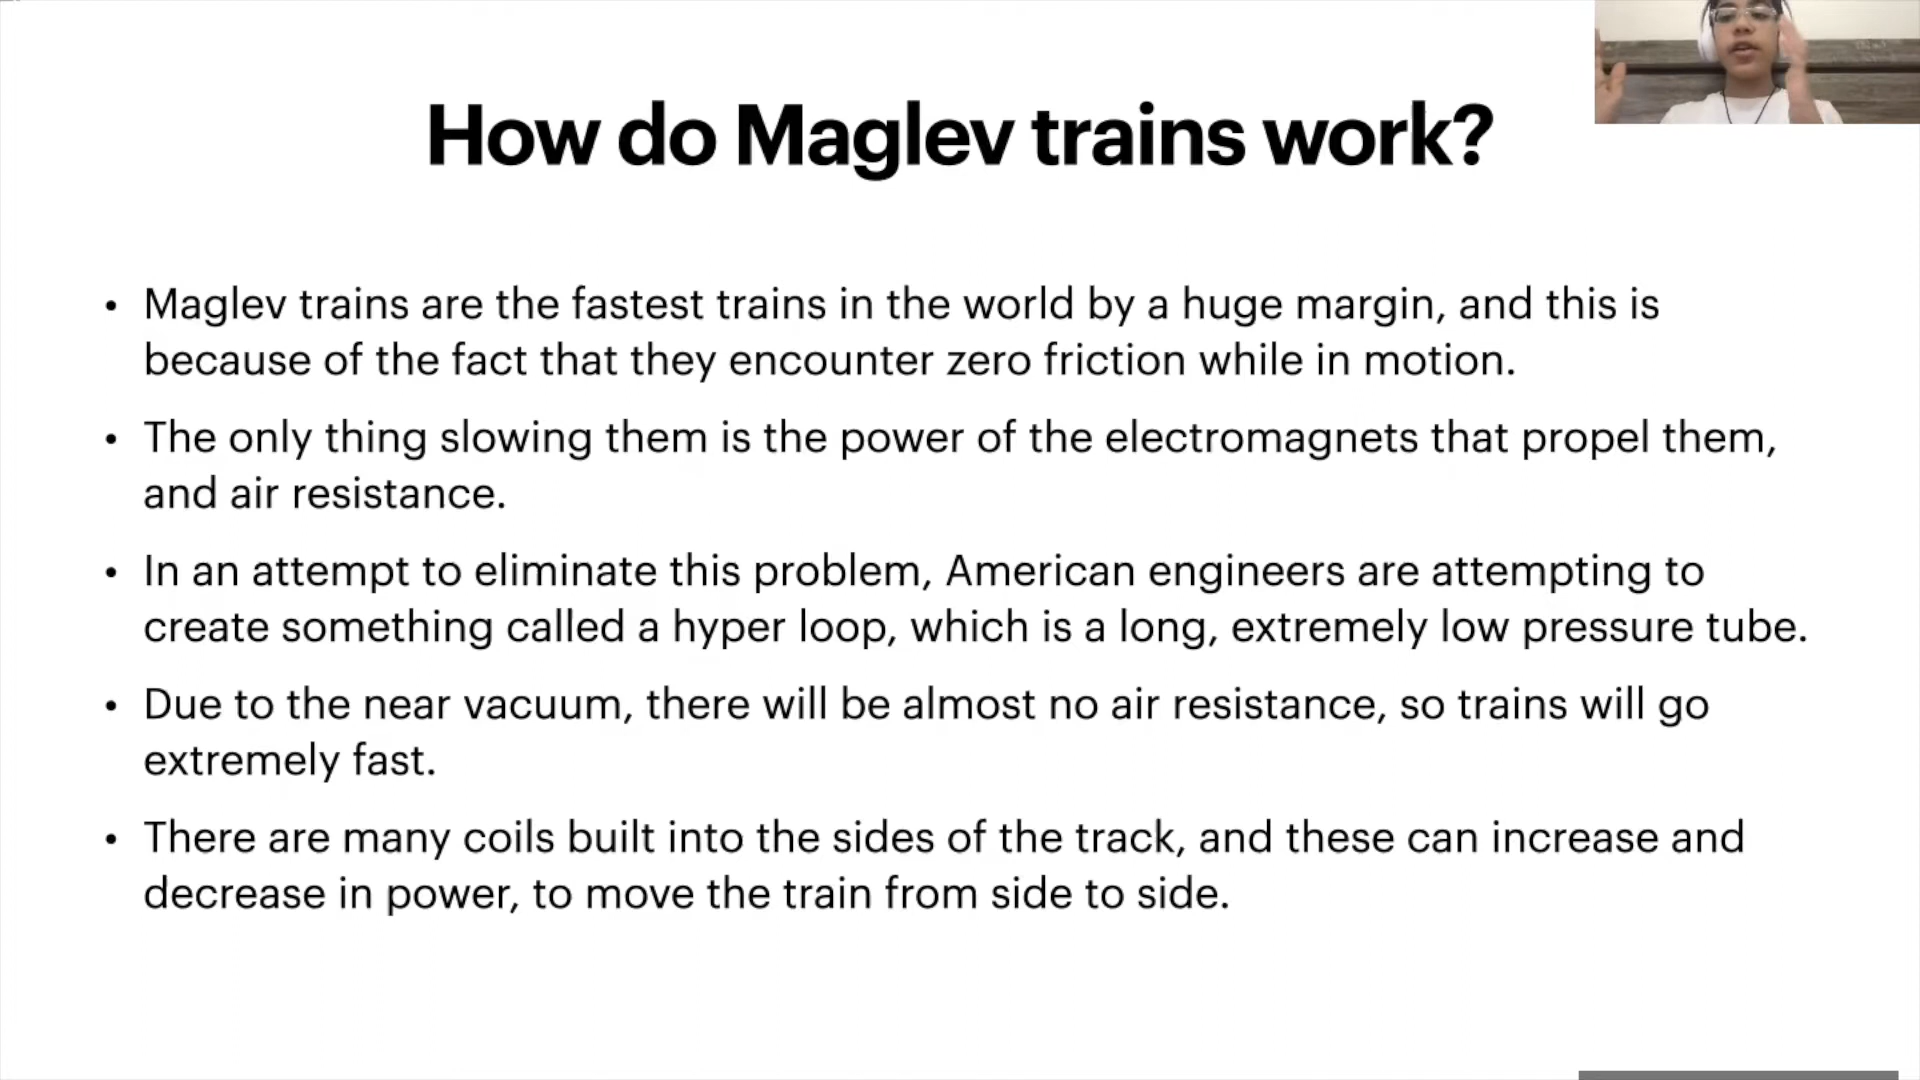 How do Maglev trains work?
• Maglev trains are the fastest trains in the world by a huge margin, and this is
because of the fact that they encounter zero friction while in motion.
• The only thing slowing them is the power of the electromagnets that propel them,
and air resistance.
• In an attempt to eliminate this problem, American engineers are attempting to
create something called a hyper loop, which is a long, extremely low pressure tube.
• Due to the near vacuum, there will be almost no air resistance, so trains will go
extremely fast.
• There are many coils built into the sides of the track, and these can increase and
decrease in power, to move the train from side to side.